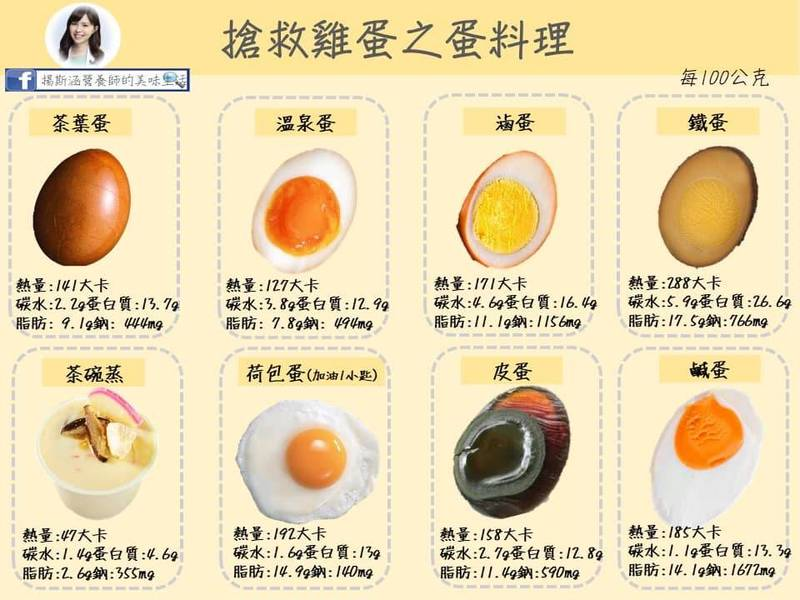 搶救雞蛋之蛋料理
揚斯涵營養師的美味生活
每100公克
茶葉蛋
熱量:141大卡
碳水:2.2g蛋白質:13.7g
脂肪: 9.1g鈉: 444mg
溫泉蛋
熱量:127大卡
碳水:3.8g蛋白質:12.9g
脂肪: 7.8g鈉: 494mg
滷蛋
熱量:171大卡
碳水:4.6g蛋白質:16.4g
脂肪:11.1g鈉:1156mg
鐵蛋
熱量:288大卡
碳水:5.9g蛋白質:26.6g
脂肪:17.5g鈉:766mg
茶碗蒸
熱量:47大卡
碳水:1.4g蛋白質:4.6g
脂肪:2.6g鈉:355mg
荷包蛋(加油1小匙)
熱量:192大卡
碳水:1.6g蛋白質:13g
脂肪:14.9g鈉:140mg
皮蛋
熱量:158大卡
碳水:2.7g蛋白質:12.8g
脂肪:11.4g鈉:590mg
鹹蛋
熱量:185大卡
碳水:1.1g蛋白質:13.3g
脂肪:14.1g鈉:1672mg